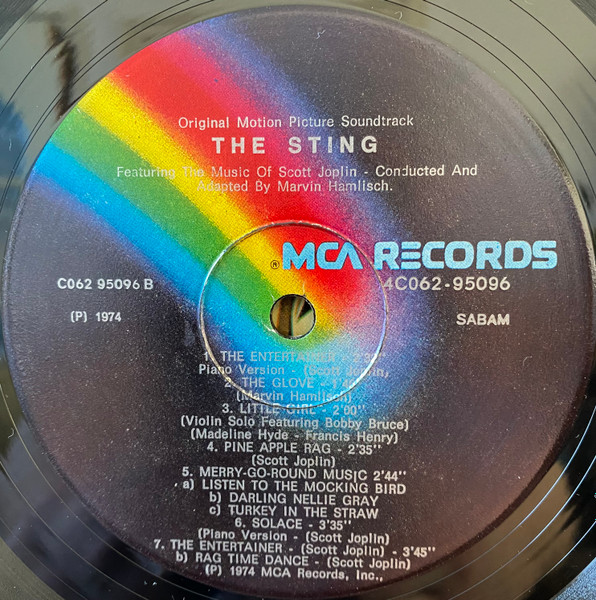 Original Motion Picture Soundtrack
THE STING
Featuring The Music Of Scott Joplin - Conducted And
Adapted By Marvin Hamlisch.
® MCA RECORDS
C062 95096 B
4C062-95096
(P) 1974
SABAM
1. THE ENTERTAINER -
Piano Version - (Scott Joplin)
2. THE GLOVE - 1'48"
(Marvin Hamlisch)
3. LITTLE GIRL - 2'00"
(Violin Solo Featuring Bobby Bruce)
(Madeline Hyde - Francis Henry)
4. PINE APPLE RAG - 2'35"
(Scott Joplin)
5. MERRY-GO-ROUND MUSIC 2'44"
a) LISTEN TO THE MOCKING BIRD
b) DARLING NELLIE GRAY
c) TURKEY IN THE STRAW
6. SOLACE - 3'35"
(Piano Version - (Scott Joplin)
7. THE ENTERTAINER - (Scott Joplin) - 3'45"
b) RAG TIME DANCE - (Scott Joplin)
(P) 1974 MCA Records, Inc.,